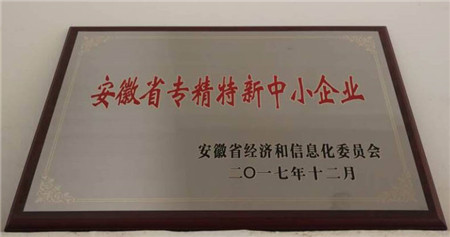 安徽省专精特新中小企业
安徽省经济和信息化委员会
二〇一七年十二月